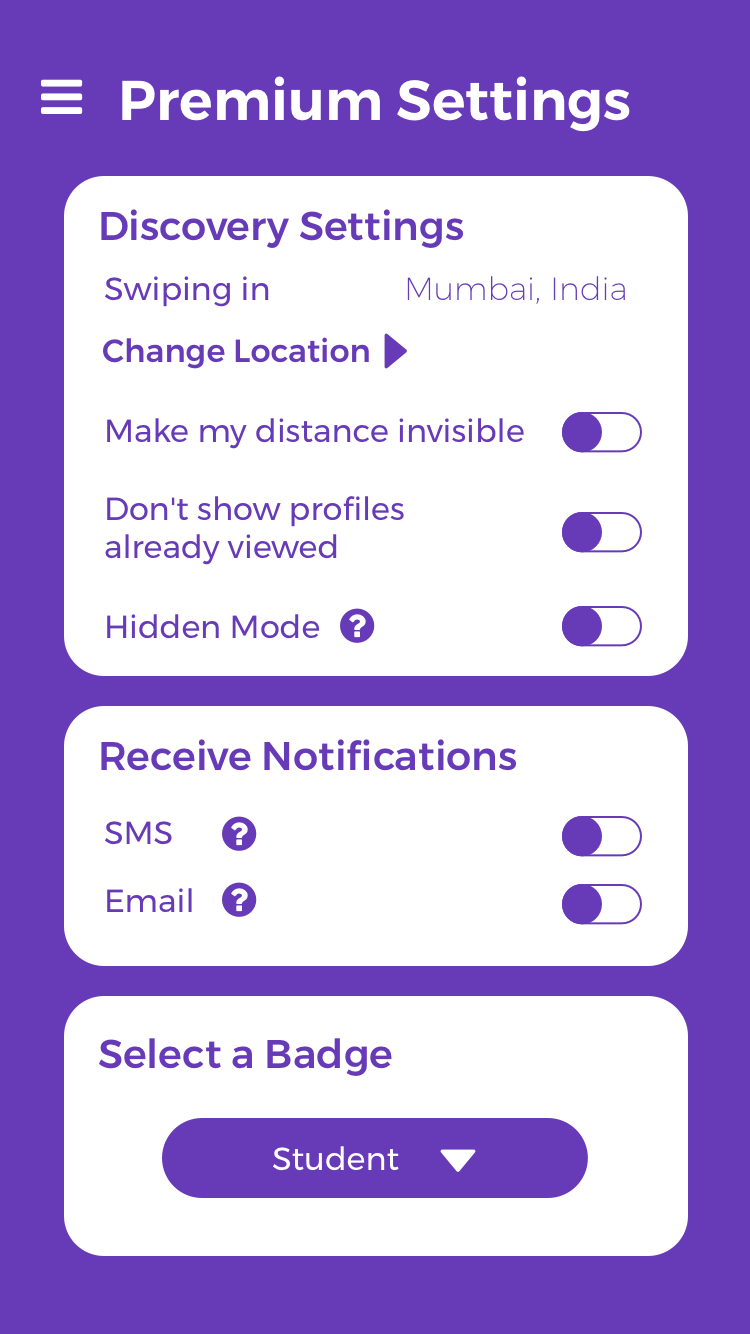 Premium Settings
Discovery Settings
Swiping in Mumbai, India
Change Location
Make my distance invisible
Don't show profiles
already viewed
Hidden Mode ?
Receive Notifications
SMS ?
Email ?
Select a Badge
Student